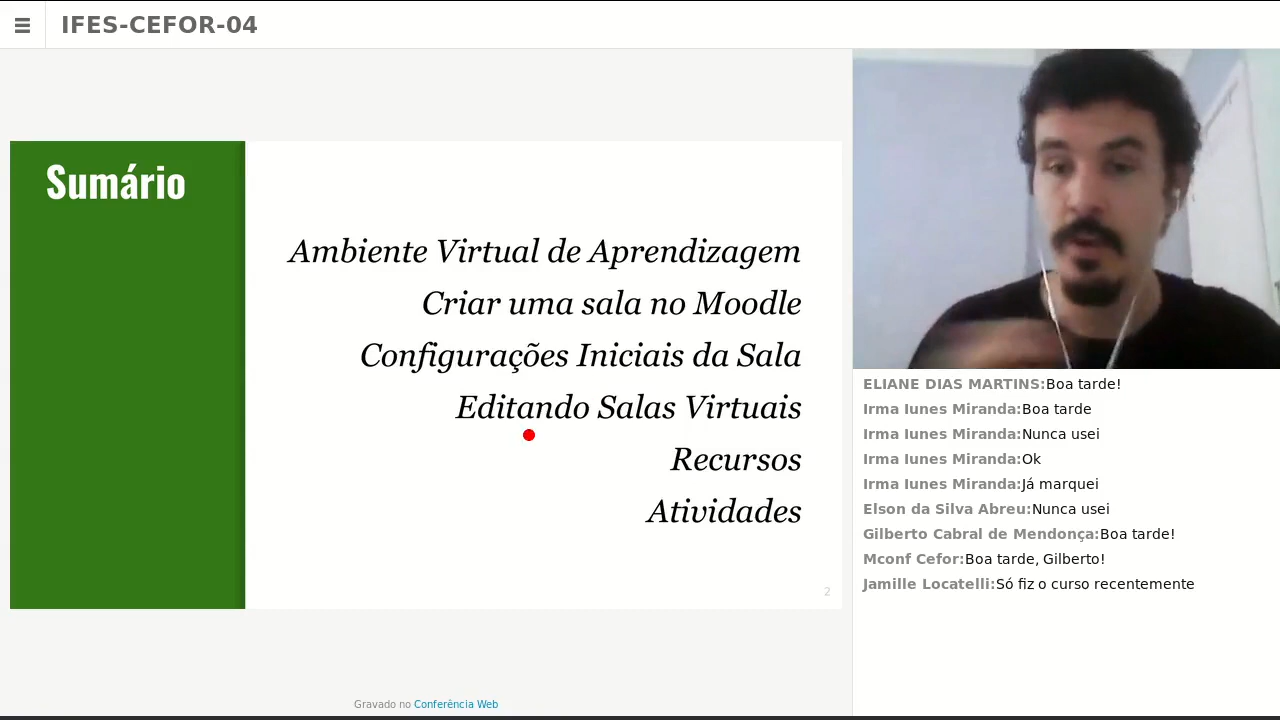 IFES-CEFOR-04
Sumário
Ambiente Virtual de Aprendizagem
Criar uma sala no Moodle
Configurações Iniciais da Sala
Editando Salas Virtuais
Recursos
Atividades
2
Gravado no Conferência Web
ELIANE DIAS MARTINS:Boa tarde!
Irma Iunes Miranda:Boa tarde
Irma Iunes Miranda:Nunca usei
Irma Iunes Miranda:Ok
Irma Iunes Miranda:Já marquei
Elson da Silva Abreu:Nunca usei
Gilberto Cabral de Mendonça:Boa tarde!
Mconf Cefor:Boa tarde, Gilberto!
Jamille Locatelli:Só fiz o curso recentemente